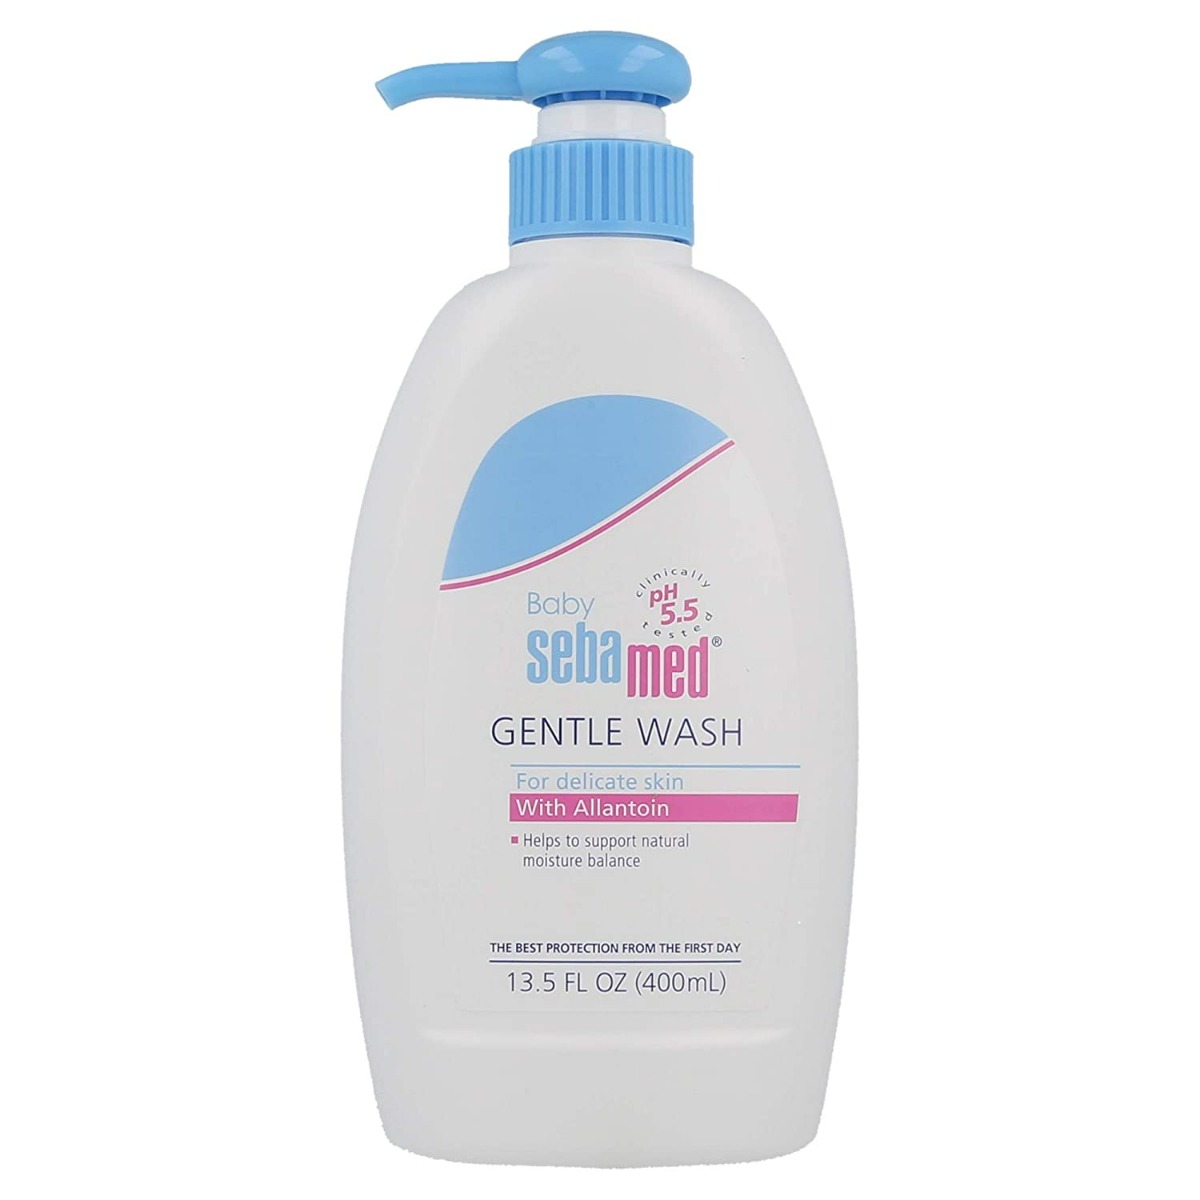 Baby
clinically
pH
5.5
tested
sebamed®
GENTLE WASH
For delicate skin
With Allantoin
Helps to support natural
moisture balance
THE BEST PROTECTION FROM THE FIRST DAY
13.5 FL OZ (400mL)